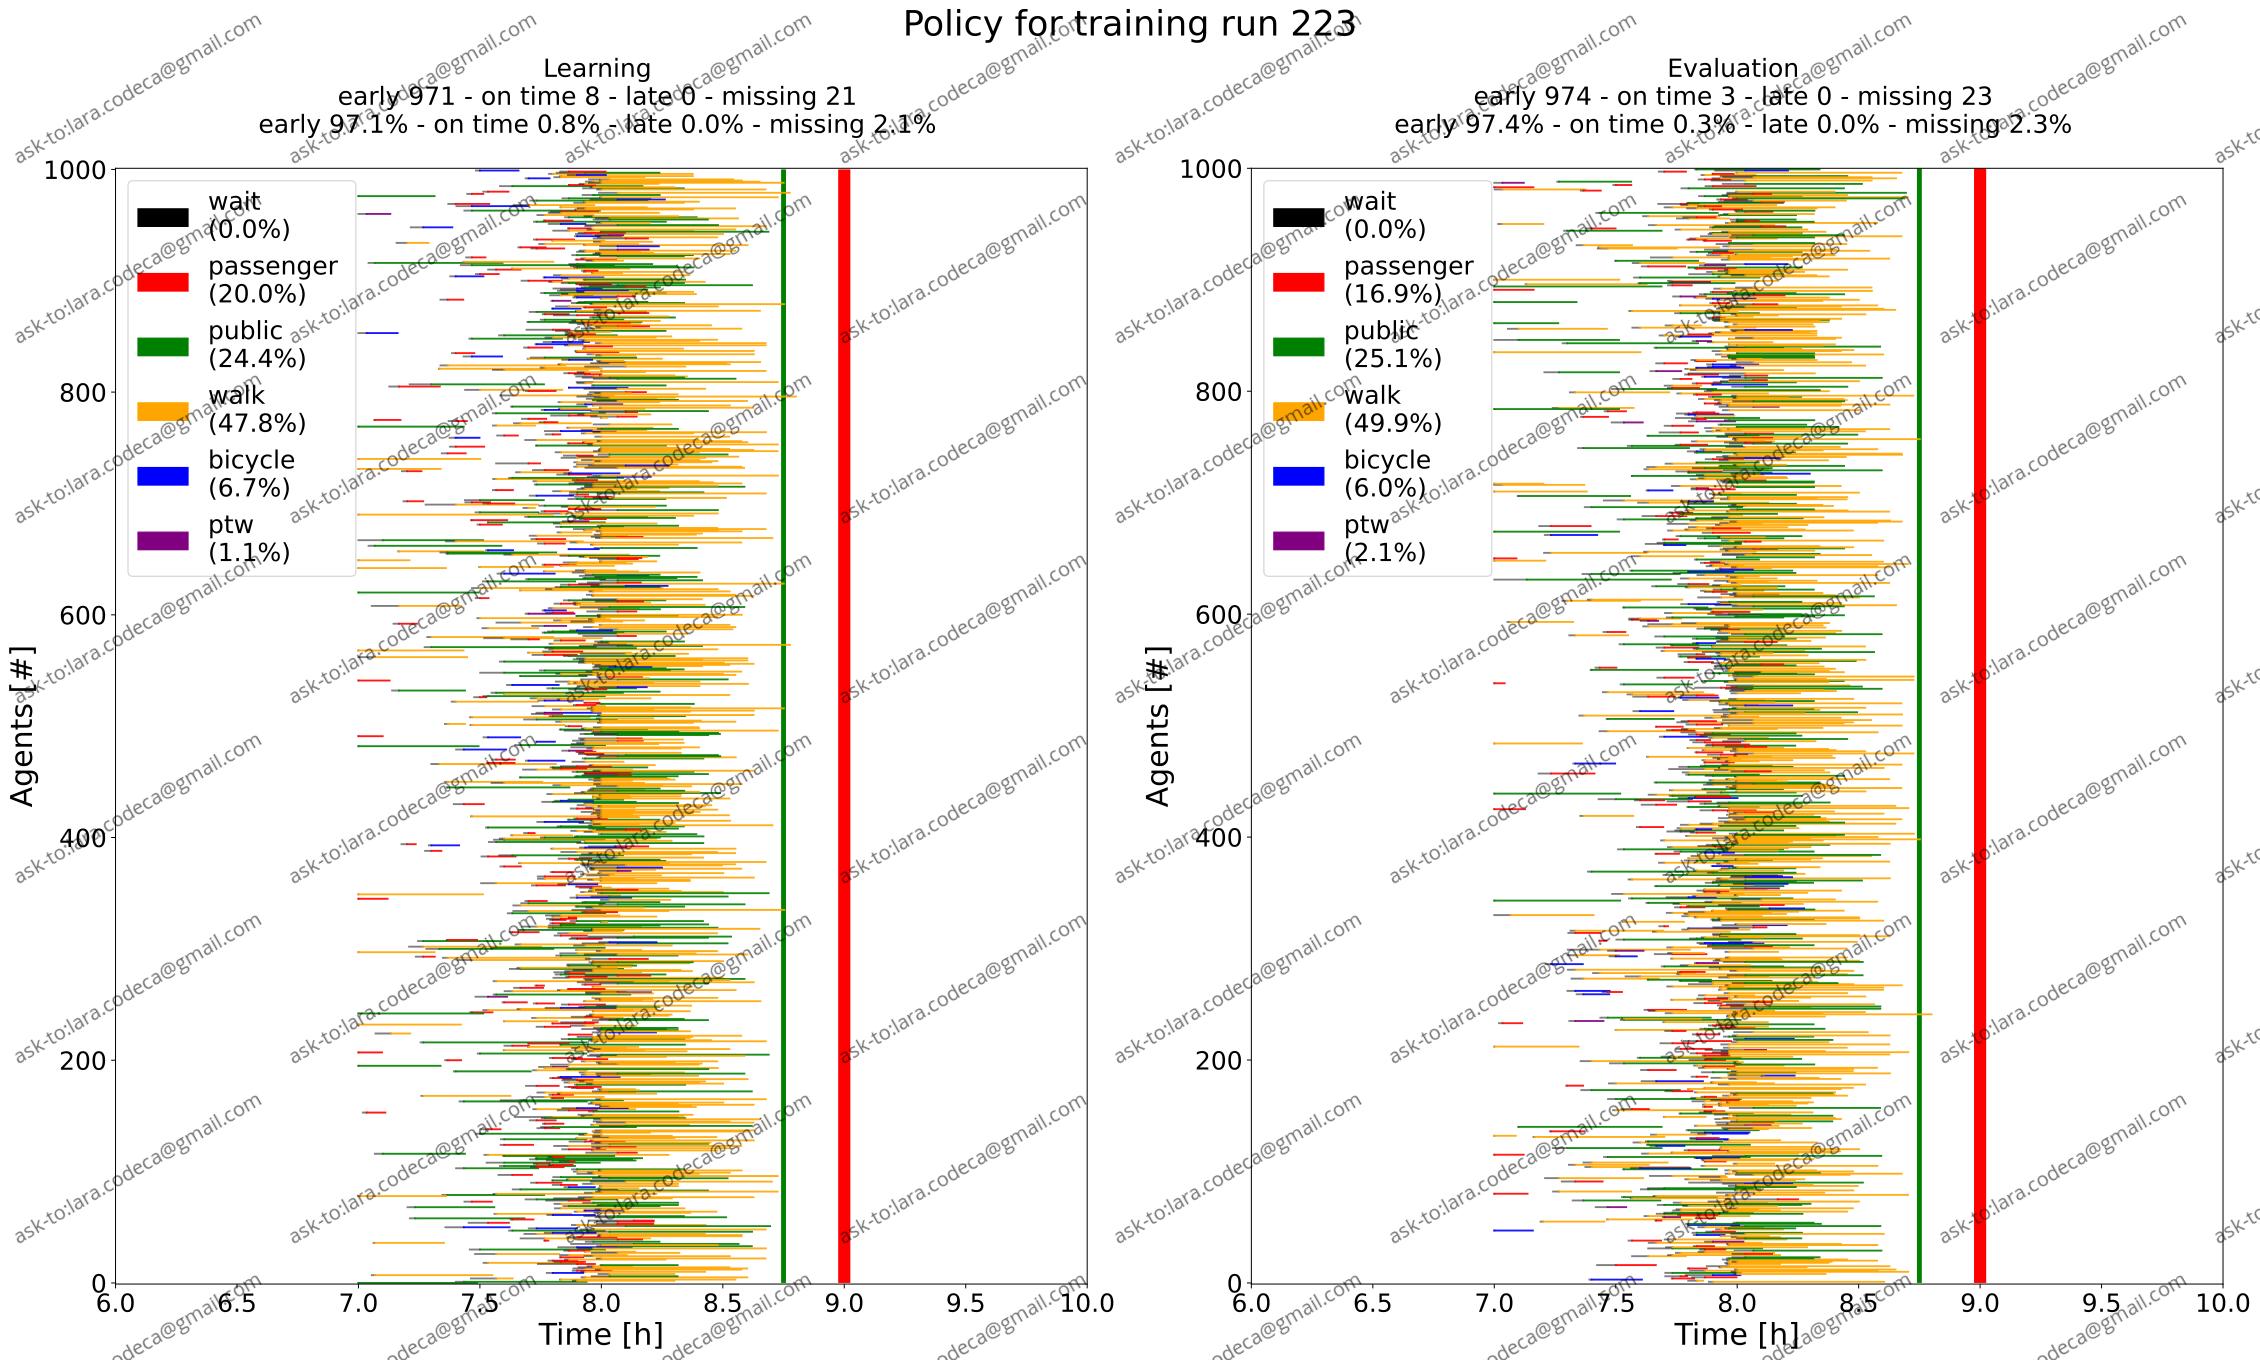 Policy for training run 223
Learning
early 971 - on time 8 - late 0 - missing 21
early 97.1% - on time 0.8% - late 0.0% - missing 2.1%
1000
800
600
400
200
0
Agents [#]
wait
(0.0%)
passenger
(20.0%)
public
(24.4%)
walk
(47.8%)
bicycle
(6.7%)
ptw
(1.1%)
6.0 6.5 7.0 7.5 8.0 8.5 9.0 9.5 10.0
Time [h]
Evaluation
early 974 - on time 3 - late 0 - missing 23
early 97.4% - on time 0.3% - late 0.0% - missing 2.3%
1000
800
600
400
200
0
Agents [#]
wait
(0.0%)
passenger
(16.9%)
public
(25.1%)
walk
(49.9%)
bicycle
(6.0%)
ptw
(2.1%)
6.0 6.5 7.0 7.5 8.0 8.5 9.0 9.5 10.0
Time [h]
ask-to:lara.codeca@gmail.com